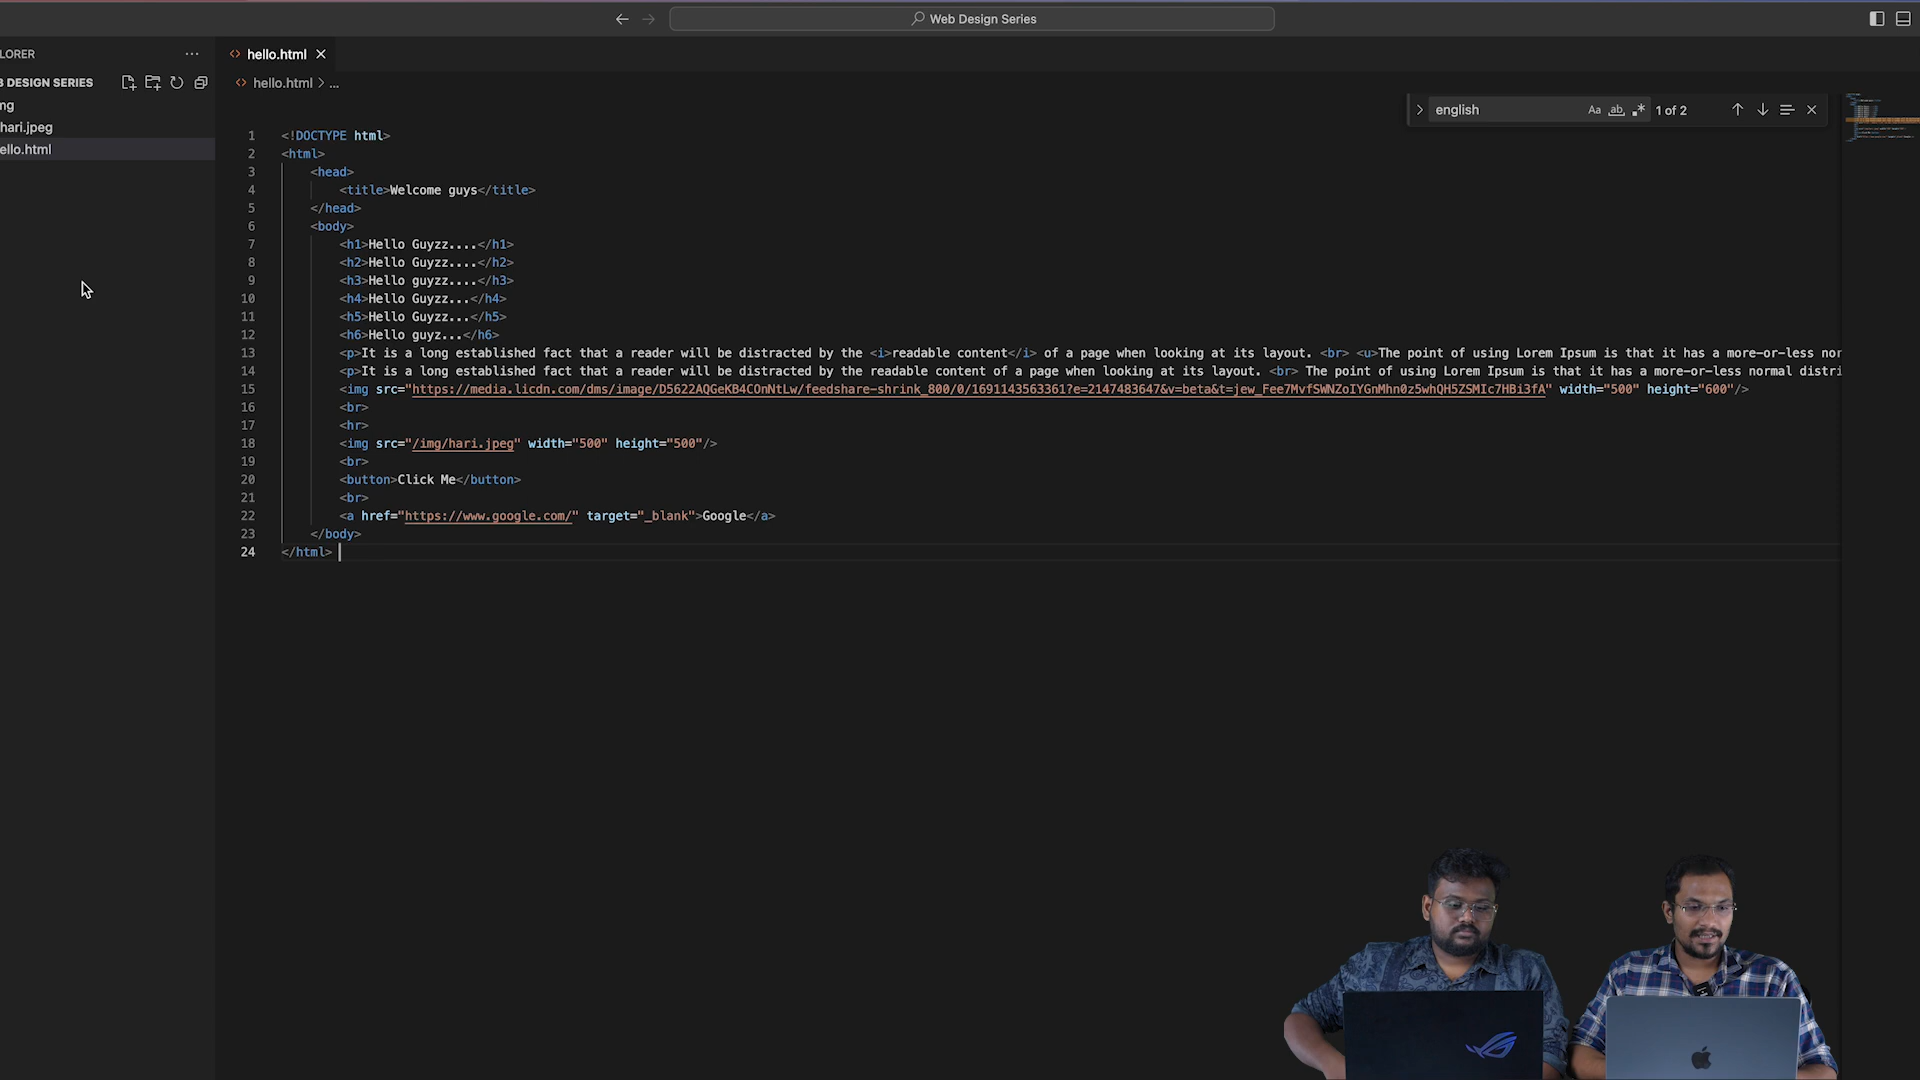 Web Design Series
LORER
hello.html
B DESIGN SERIES
hello.html > ...
mg
hari.jpeg
ello.html
english
Aa
ab
1 of 2
1 <!DOCTYPE html>
2 <html>
3 <head>
4 <title>Welcome guys</title>
5 </head>
6 <body>
7 <h1>Hello Guyzz....</h1>
8 <h2>Hello Guyzz....</h2>
9 <h3>Hello guyzz....</h3>
10 <h4>Hello Guyzz...</h4>
11 <h5>Hello Guyzz...</h5>
12 <h6>Hello guyz...</h6>
13 <p>It is a long established fact that a reader will be distracted by the <i>readable content</i> of a page when looking at its layout. <br> <u>The point of using Lorem Ipsum is that it has a more-or-less nor
14 <p>It is a long established fact that a reader will be distracted by the readable content of a page when looking at its layout. <br> The point of using Lorem Ipsum is that it has a more-or-less normal distri
15 <img src="https://media.licdn.com/dms/image/D5622AQGeKB4COnNtLw/feedshare-shrink_800/0/1691143563361?e=2147483647&v=beta&t=jew_Fee7MvfSWNZoIYGnMhn0z5whQH5ZSMIc7HBi3fA" width="500" height="600"/>
16 <br>
17 <hr>
18 <img src="/img/hari.jpeg" width="500" height="500"/>
19 <br>
20 <button>Click Me</button>
21 <br>
22 <a href="https://www.google.com/" target="_blank">Google</a>
23 </body>
24 </html>